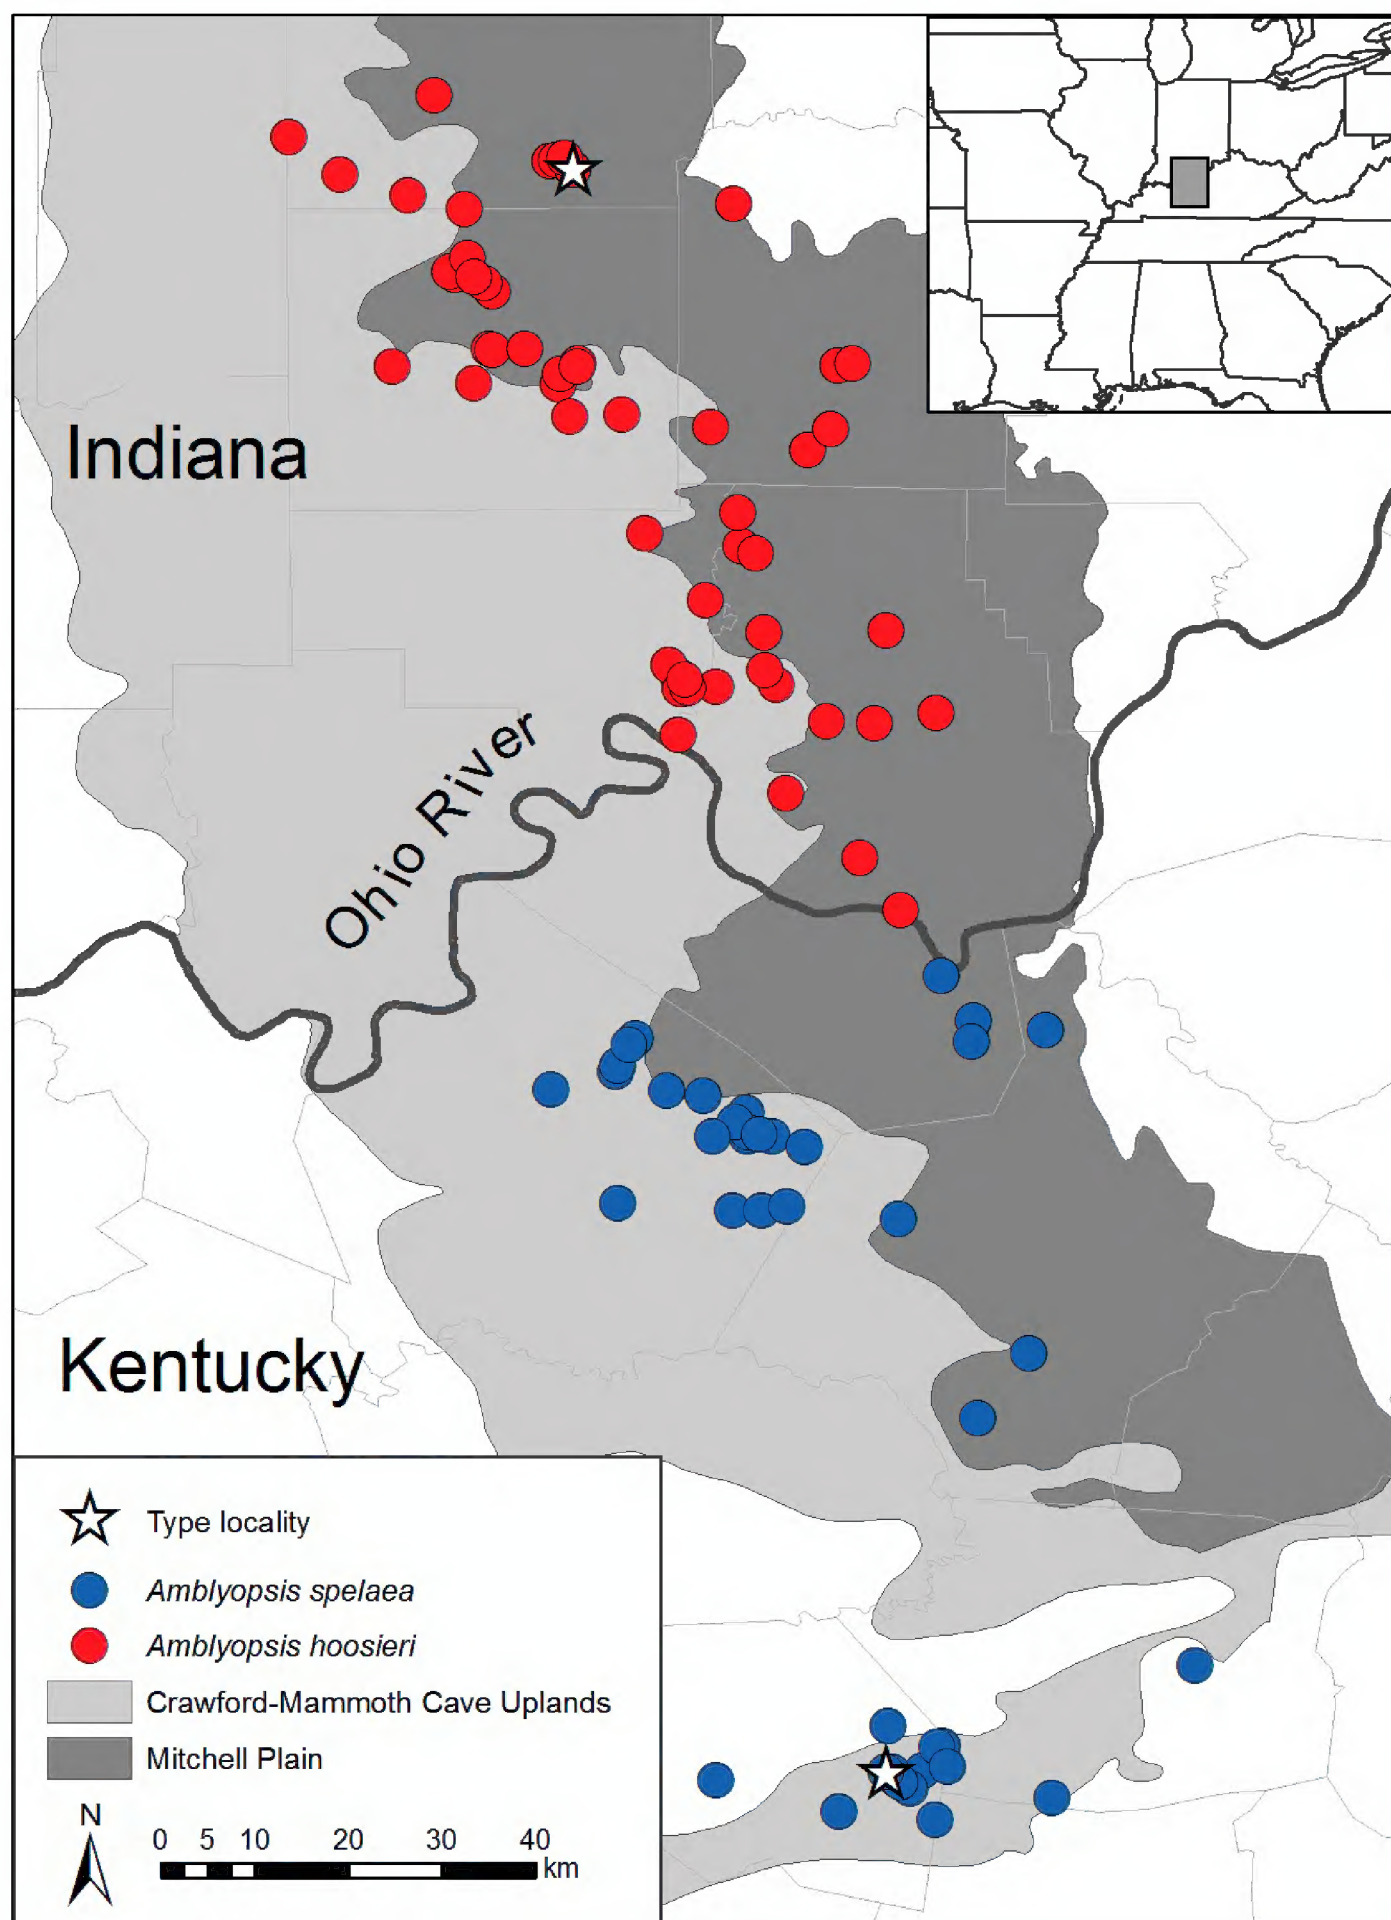 Indiana
Ohio River
Kentucky
Type locality
Amblyopsis spelaea
Amblyopsis hoosieri
Crawford-Mammoth Cave Uplands
Mitchell Plain
N
0 5 10 20 30 40
km